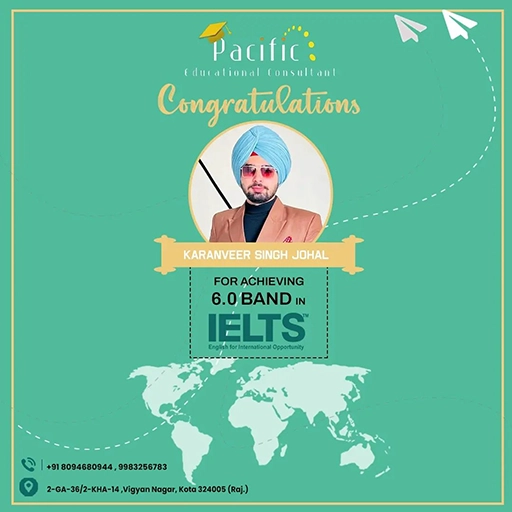 Pacific
Educational Consultant
Congratulations
KARANVEER SINGH JOHAL
FOR ACHIEVING
6.0 BAND IN
IELTS™
English for International Opportunity
+91 8094680944 , 9983256783
2-GA-36/2-KHA-14 ,Vigyan Nagar, Kota 324005 (Raj.)